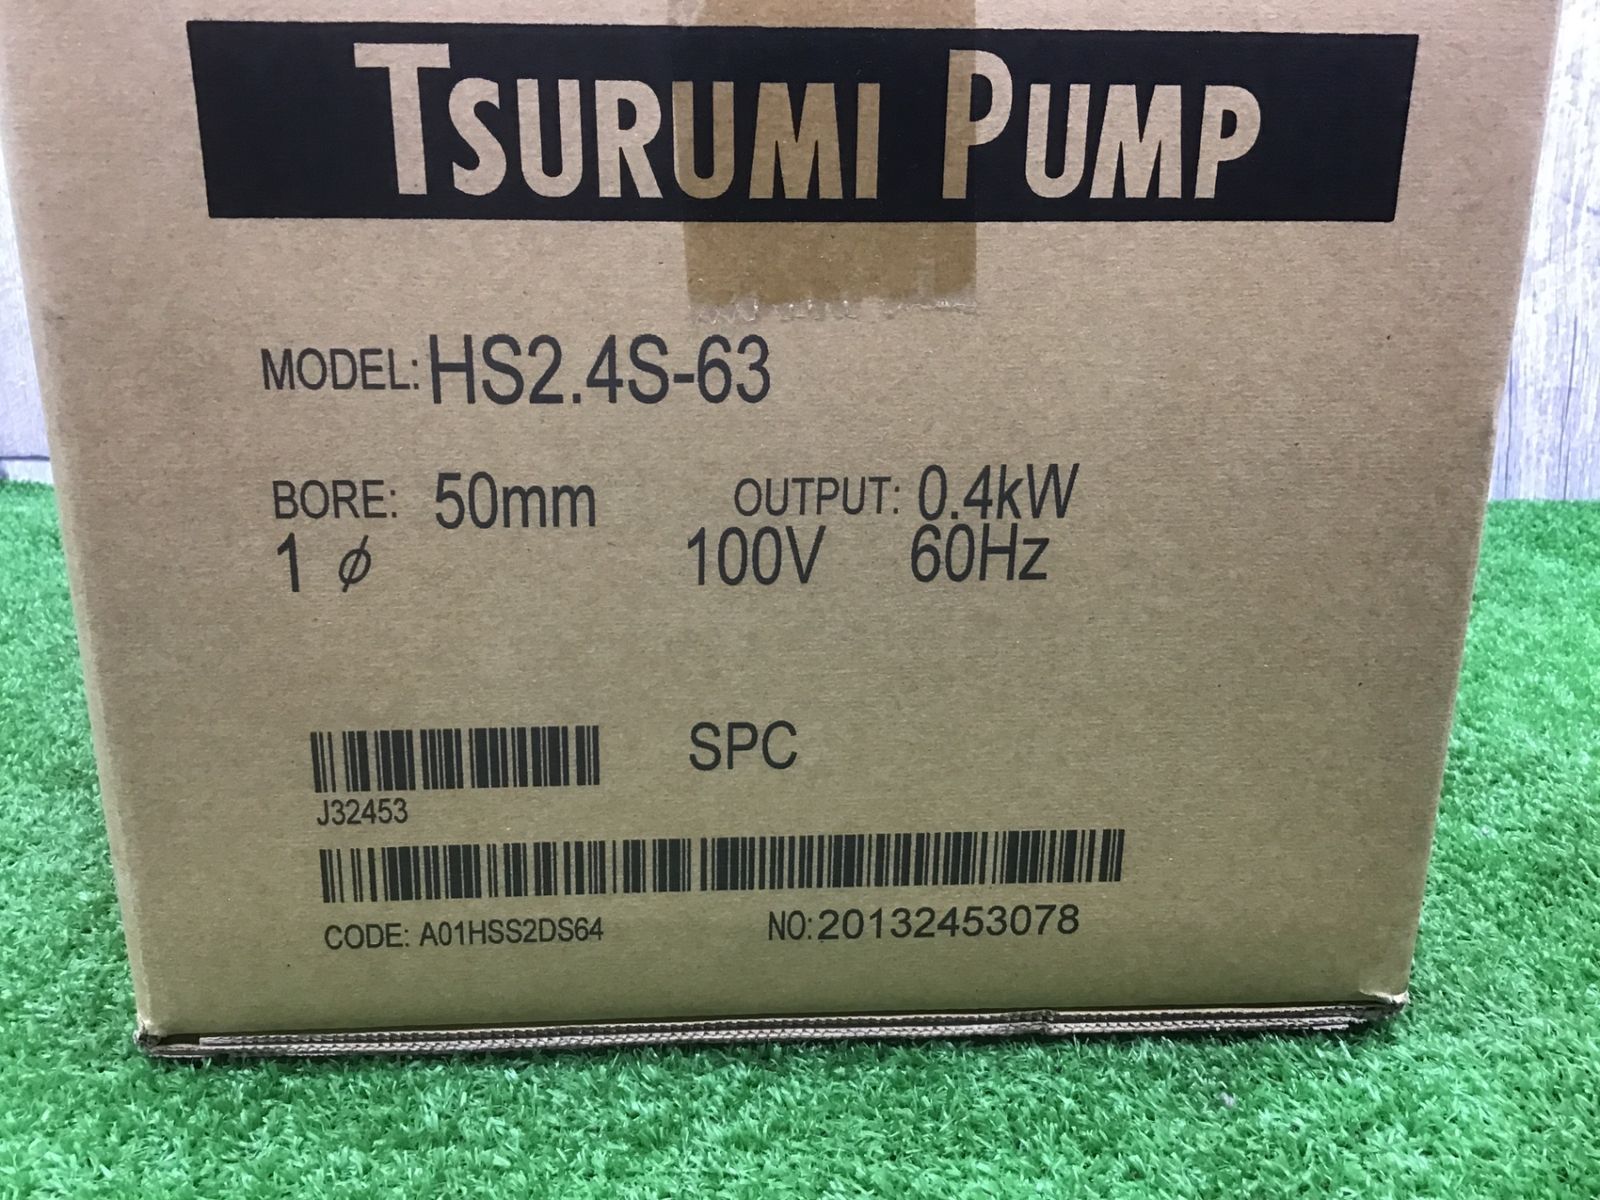 TSURUMI PUMP
MODEL: HS2.4S-63
BORE: 50mm OUTPUT: 0.4kW
1 ϕ 100V 60Hz
SPC
J32453
CODE: A01HSS2DS64 NO: 20132453078